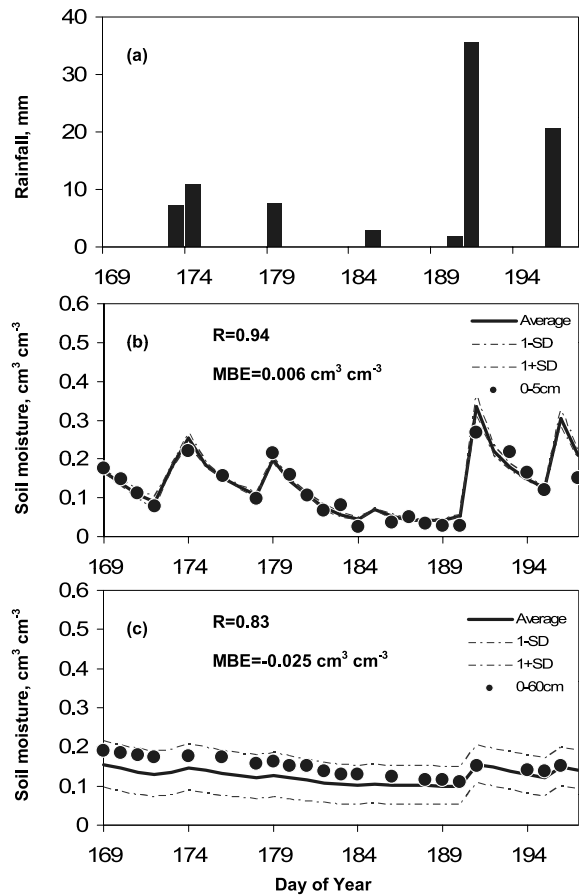 (a)
Rainfall, mm
40
30
20
10
0
169 174 179 184 189 194
(b)
R=0.94
MBE=0.006 cm³ cm⁻³
Average
1-SD
1+SD
0-5cm
Soil moisture, cm³ cm⁻³
0.6
0.5
0.4
0.3
0.2
0.1
0
169 174 179 184 189 194
(c)
R=0.83
MBE=-0.025 cm³ cm⁻³
Average
1-SD
1+SD
0-60cm
Soil moisture, cm³ cm⁻³
0.6
0.5
0.4
0.3
0.2
0.1
0
169 174 179 184 189 194
Day of Year